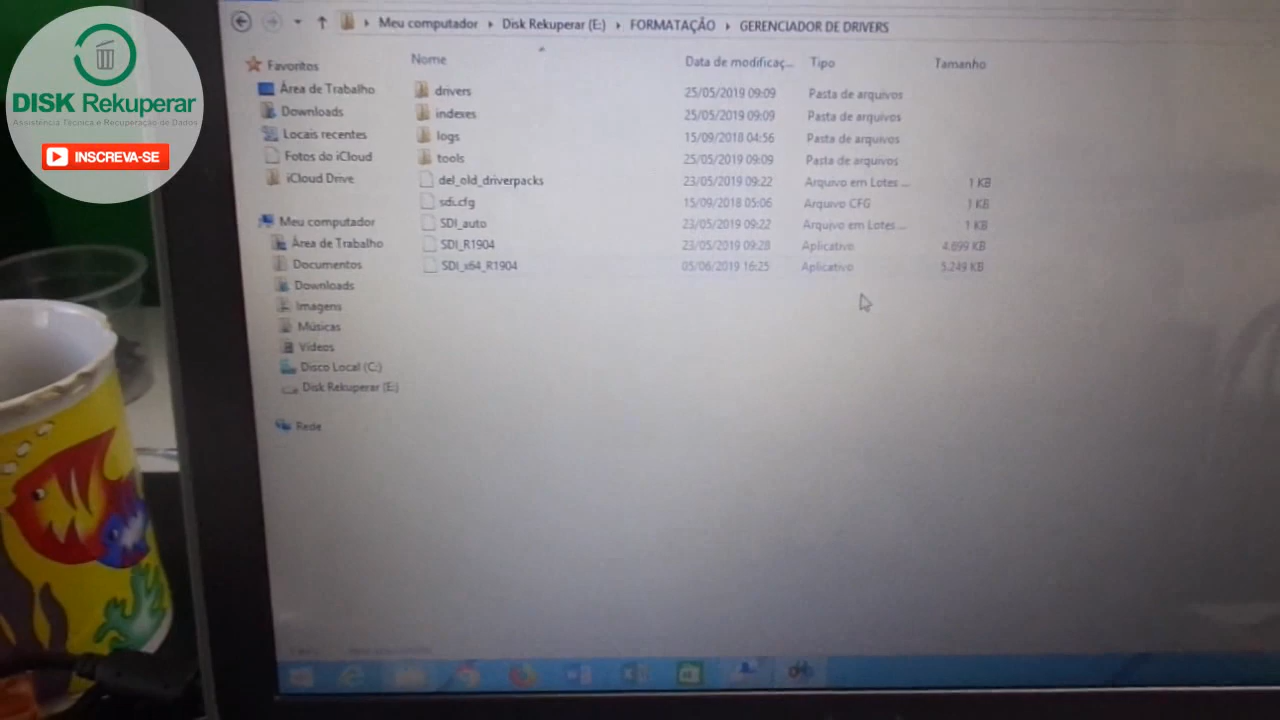 DISK Rekuperar
Assistência Técnica e Recuperação de Dados
INSCREVA-SE
Meu computador Disk Rekuperar (E:) FORMATAÇÃO GERENCIADOR DE DRIVERS
Nome Data de modificaç... Tipo Tamanho
drivers 25/05/2019 09:09 Pasta de arquivos
indexes 25/05/2019 09:09 Pasta de arquivos
logs 15/09/2018 04:56 Pasta de arquivos
tools 25/05/2019 09:09 Pasta de arquivos
del_old_driverpacks 23/05/2019 09:22 Arquivo em Lotes ... 1 KB
sdi.cfg 15/09/2018 05:06 Arquivo CFG 1 KB
SDI_auto 23/05/2019 09:22 Arquivo em Lotes... 1 KB
SDI_R1904 23/05/2019 09:28 Aplicativo 4.699 KB
SDI_x64_R1904 05/06/2019 16:25 Aplicativo 5.249 KB
Favoritos
Área de Trabalho
Downloads
Locais recentes
Fotos do iCloud
iCloud Drive
Meu computador
Área de Trabalho
Documentos
Downloads
Imagens
Músicas
Vídeos
Disco Local (C:)
Disk Rekuperar (E:)
Rede